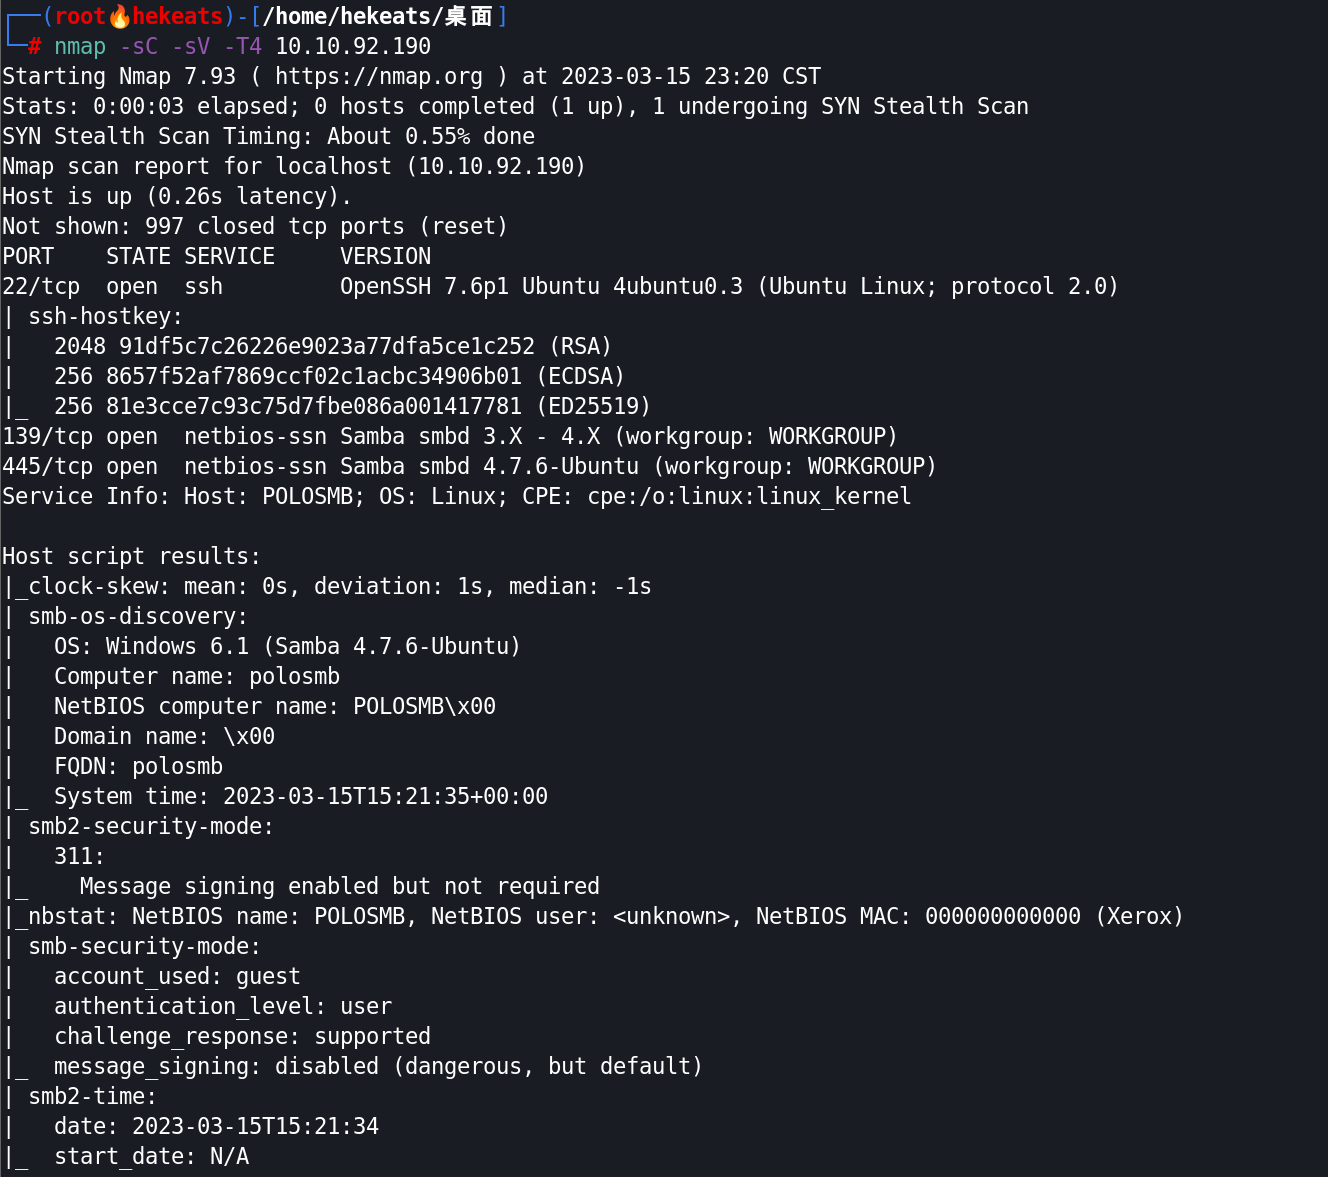 ┌──(root🔥hekeats)-[/home/hekeats/桌面]
└─# nmap -sC -sV -T4 10.10.92.190
Starting Nmap 7.93 ( https://nmap.org ) at 2023-03-15 23:20 CST
Stats: 0:00:03 elapsed; 0 hosts completed (1 up), 1 undergoing SYN Stealth Scan
SYN Stealth Scan Timing: About 0.55% done
Nmap scan report for localhost (10.10.92.190)
Host is up (0.26s latency).
Not shown: 997 closed tcp ports (reset)
PORT    STATE SERVICE     VERSION
22/tcp  open  ssh         OpenSSH 7.6p1 Ubuntu 4ubuntu0.3 (Ubuntu Linux; protocol 2.0)
| ssh-hostkey:
|   2048 91df5c7c26226e9023a77dfa5ce1c252 (RSA)
|   256 8657f52af7869ccf02c1acbc34906b01 (ECDSA)
|_  256 81e3cce7c93c75d7fbe086a001417781 (ED25519)
139/tcp open  netbios-ssn Samba smbd 3.X - 4.X (workgroup: WORKGROUP)
445/tcp open  netbios-ssn Samba smbd 4.7.6-Ubuntu (workgroup: WORKGROUP)
Service Info: Host: POLOSMB; OS: Linux; CPE: cpe:/o:linux:linux_kernel

Host script results:
|_clock-skew: mean: 0s, deviation: 1s, median: -1s
| smb-os-discovery:
|   OS: Windows 6.1 (Samba 4.7.6-Ubuntu)
|   Computer name: polosmb
|   NetBIOS computer name: POLOSMB\x00
|   Domain name: \x00
|   FQDN: polosmb
|_  System time: 2023-03-15T15:21:35+00:00
| smb2-security-mode:
|   311:
|_    Message signing enabled but not required
|_nbstat: NetBIOS name: POLOSMB, NetBIOS user: <unknown>, NetBIOS MAC: 000000000000 (Xerox)
| smb-security-mode:
|   account_used: guest
|   authentication_level: user
|   challenge_response: supported
|_  message_signing: disabled (dangerous, but default)
| smb2-time:
|   date: 2023-03-15T15:21:34
|_  start_date: N/A